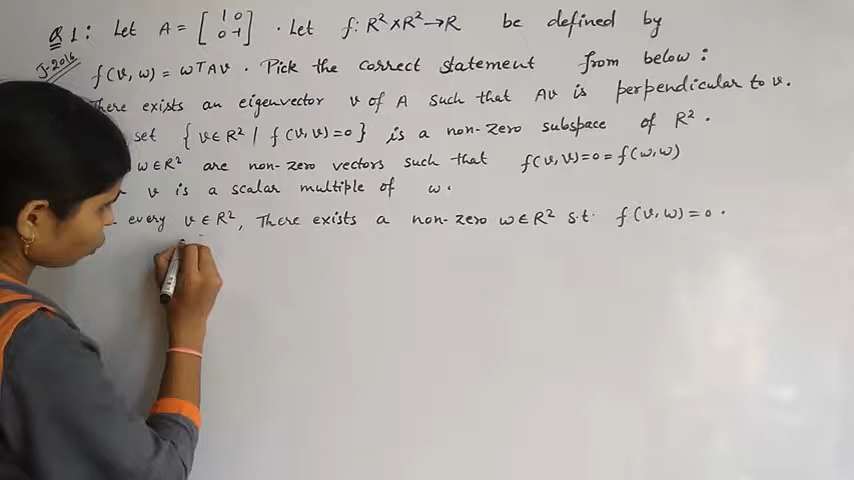 Q1: Let A = [1 0 0 -1] . Let f: R² × R² → R be defined by
J-2016
f(v, w) = wTAv . Pick the correct statement from below :
There exists an eigenvector v of A such that Av is perpendicular to v.
set { v ∈ R² | f(v, v) = 0 } is a non-zero subspace of R² .
w ∈ R² are non-zero vectors such that f(v, v) = 0 = f(w, w)
v is a scalar multiple of w.
every v ∈ R², There exists a non-zero w ∈ R² s.t. f(v, w) = 0 .